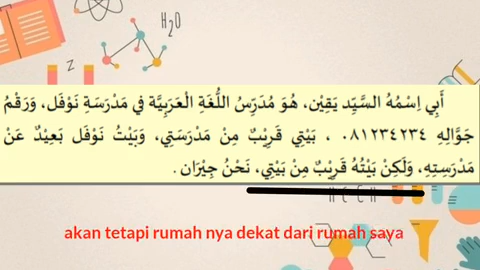 H₂O
Z
أَبِي اِسْمُهُ السَّيِّد يَقِيْن، هُوَ مُدَرِّسُ اللُّغَةِ الْعَرَبِيَّة فِي مَدْرَسَةِ نَوْفَل، وَرَقْمُ
جَوَّالِهِ ٠٨١٢٣٤٢٣٤ ، بَيْتِي قَرِيْبٌ مِنْ مَدْرَسَتِي، وَبَيْتُ نَوْفَل بَعِيْدٌ عَنْ
مَدْرَسِتِهِ، وَلَكِنْ بَيْتُهُ قَرِيْبٌ مِنْ بَيْتِي، نَحْنُ جِيْرَان .
akan tetapi rumah nya dekat dari rumah saya